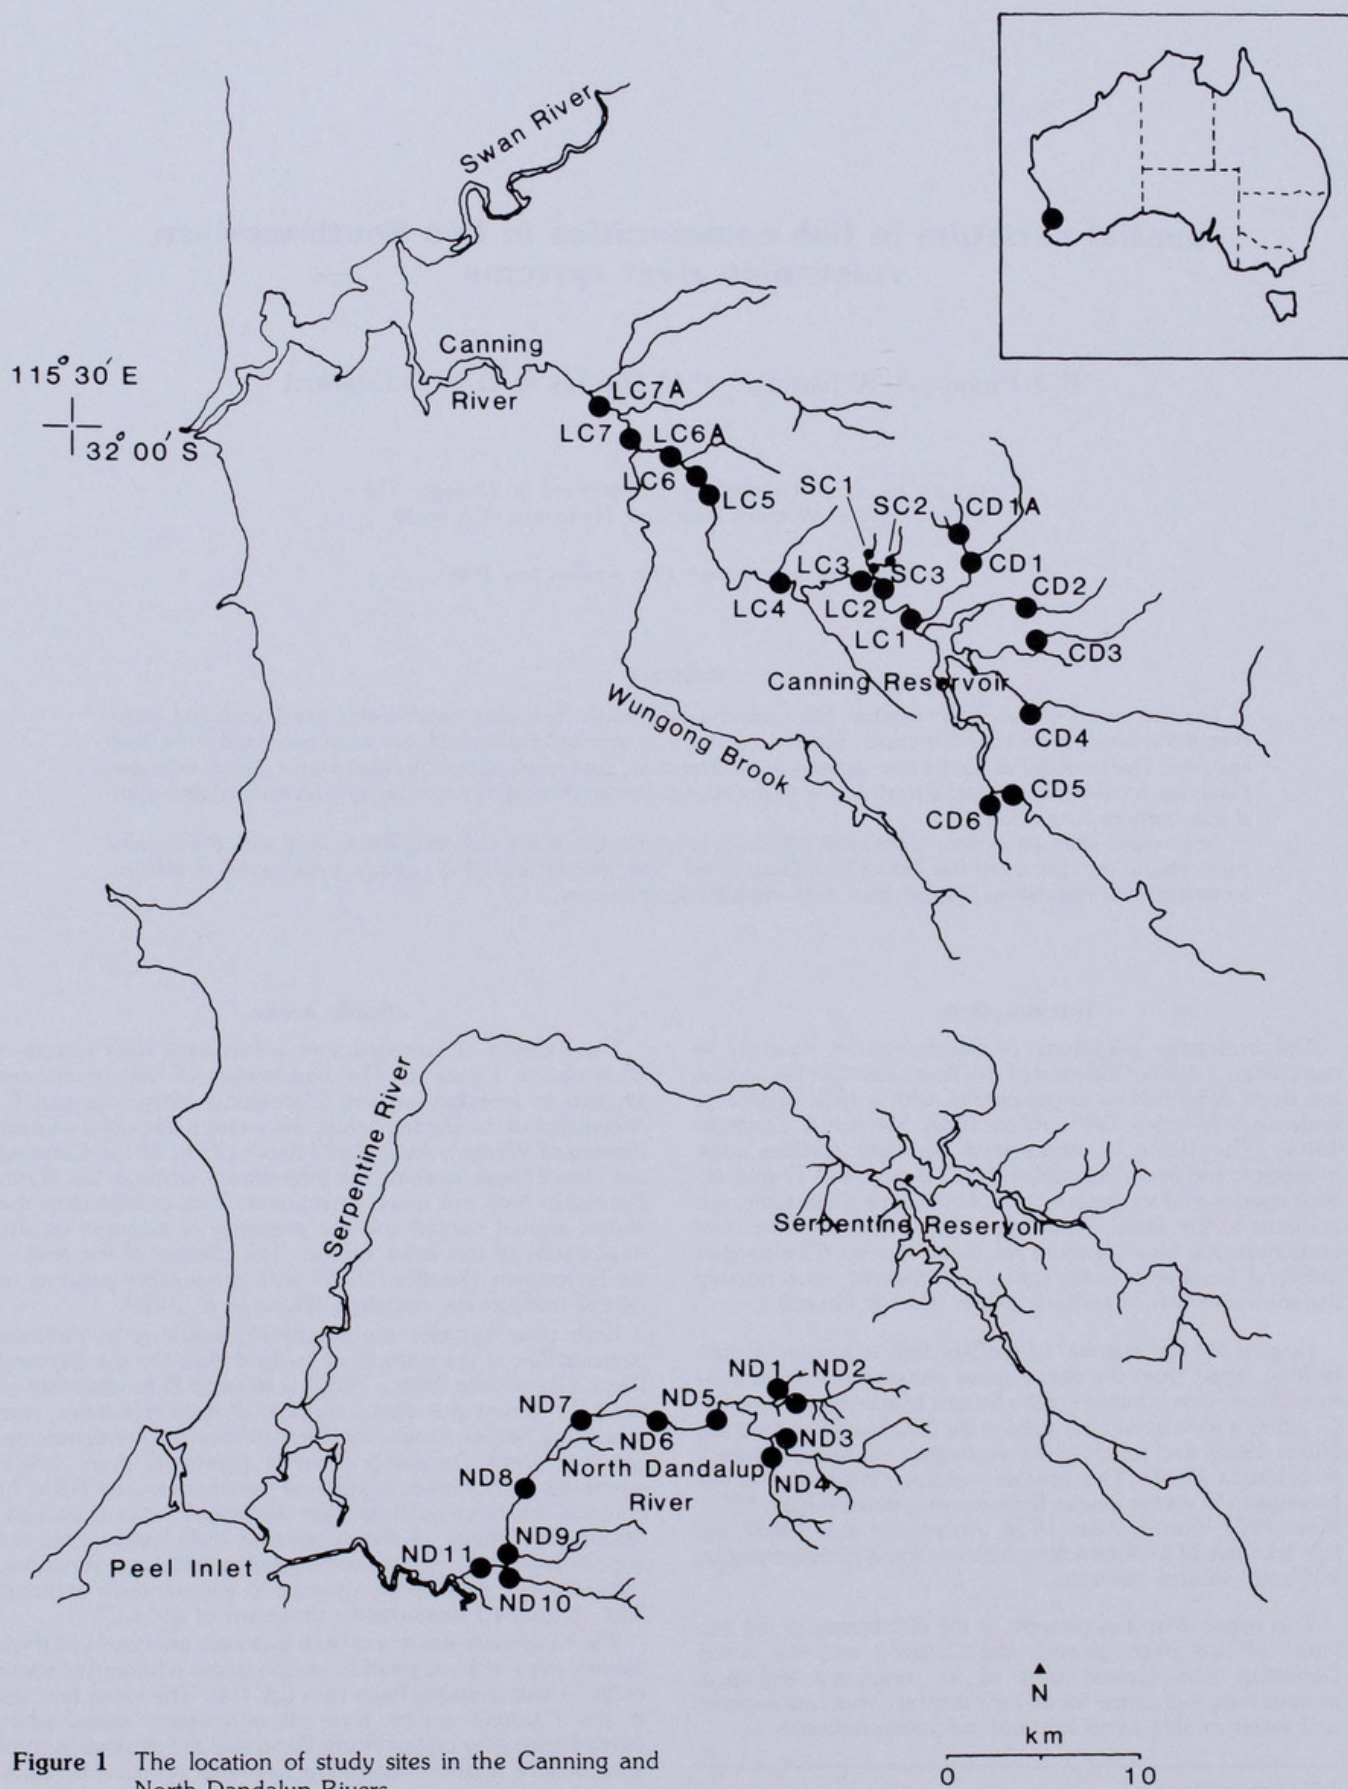 Swan River
Canning
River
115°30′ E
32°00′ S
LC7A
LC7
LC6A
LC6
LC5
SC1
SC2
CD1A
LC3
SC3
CD1
LC4
LC2
CD2
LC1
CD3
Canning Reservoir
Wungong Brook
CD4
CD5
CD6
Serpentine River
Serpentine Reservoir
ND1
ND2
ND7
ND5
ND6
ND3
North Dandalup
River
ND4
ND8
ND9
ND11
Peel Inlet
ND10
N
km
0 10
Figure 1 The location of study sites in the Canning and
North Dandalup Rivers